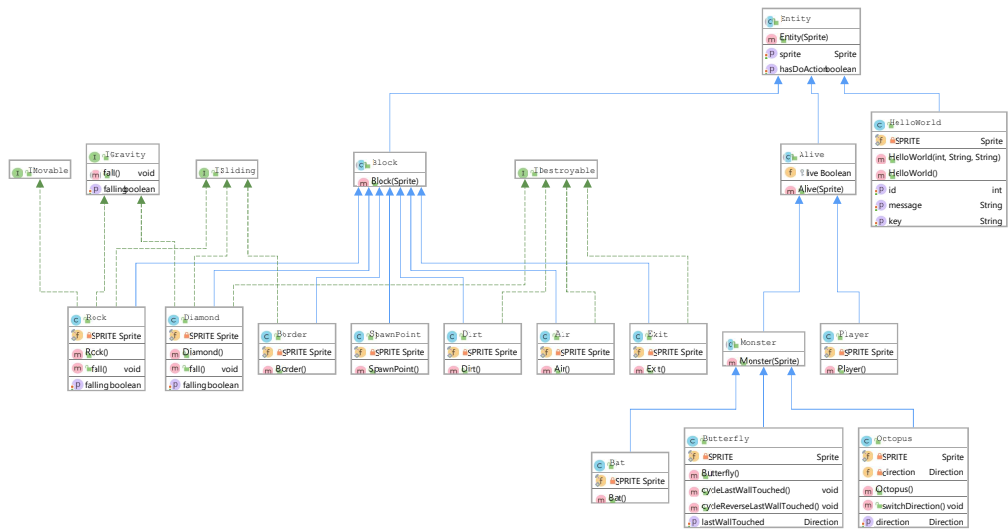 Entity
Entity(Sprite)
sprite Sprite
hasDoAction boolean
HelloWorld
SPRITE Sprite
HelloWorld(int, String, String)
HelloWorld()
id int
message String
key String
IMovable
IGravity
fall() void
falling boolean
ISliding
Block
Block(Sprite)
IDestroyable
Alive
live Boolean
Alive(Sprite)
Rock
SPRITE Sprite
Rock()
fall() void
falling boolean
Diamond
SPRITE Sprite
Diamond()
fall() void
falling boolean
Border
SPRITE Sprite
Border()
SpawnPoint
SPRITE Sprite
SpawnPoint()
Dirt
SPRITE Sprite
Dirt()
Air
SPRITE Sprite
Air()
Exit
SPRITE Sprite
Exit()
Monster
Monster(Sprite)
Player
SPRITE Sprite
Player()
Bat
SPRITE Sprite
Bat()
Butterfly
SPRITE Sprite
Butterfly()
cycleLastWallTouched() void
cycleReverseLastWallTouched() void
lastWallTouched Direction
Octopus
SPRITE Sprite
direction Direction
Octopus()
switchDirection() void
direction Direction